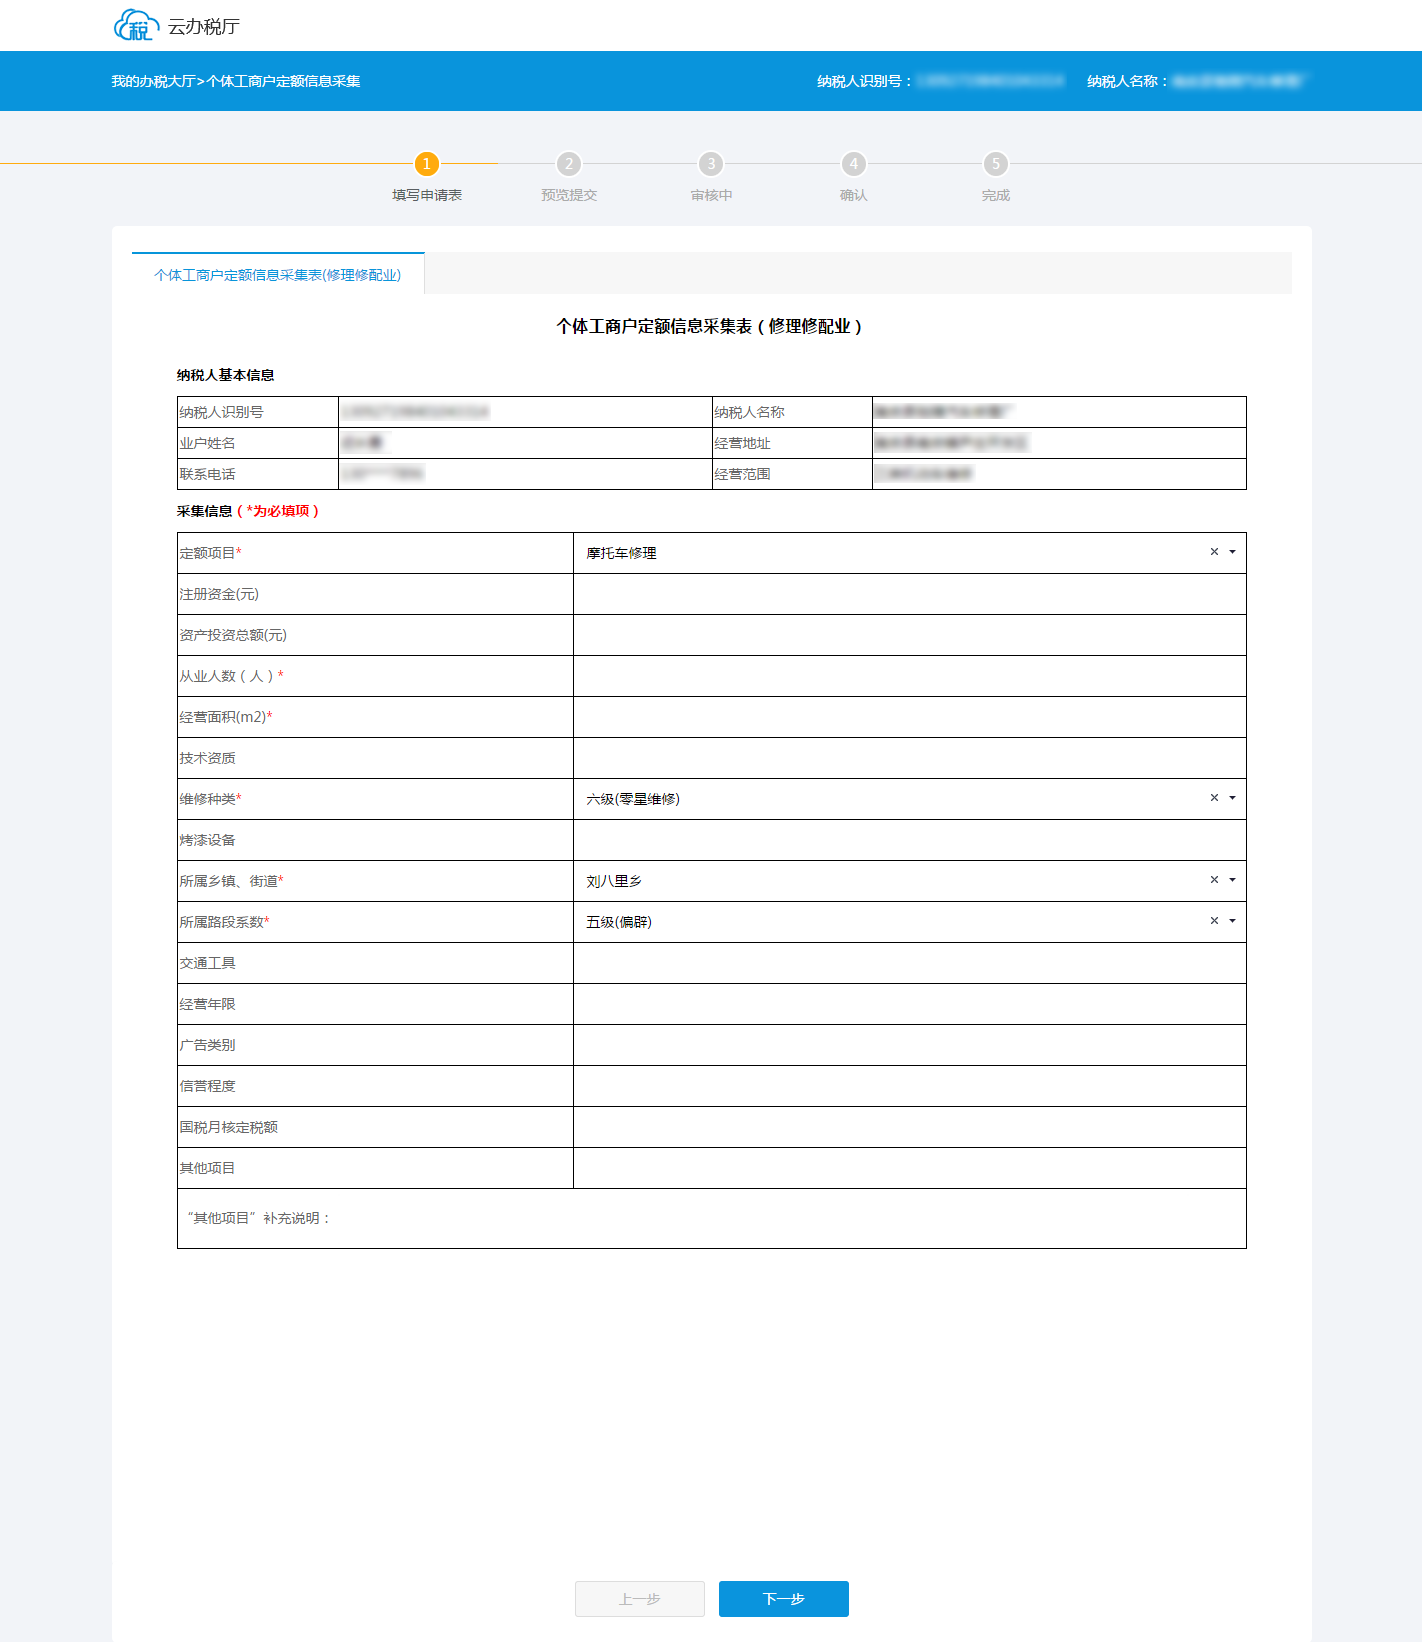 税 云办税厅
我的办税大厅>个体工商户定额信息采集 纳税人识别号： 纳税人名称：
1 2 3 4 5
填写申请表 预览提交 审核中 确认 完成
个体工商户定额信息采集表(修理修配业)
个体工商户定额信息采集表（修理修配业）
纳税人基本信息
纳税人识别号 纳税人名称
业户姓名 经营地址
联系电话 经营范围
采集信息（*为必填项）
定额项目* 摩托车修理
注册资金(元)
资产投资总额(元)
从业人数（人）*
经营面积(m2)*
技术资质
维修种类* 六级(零星维修)
烤漆设备
所属乡镇、街道* 刘八里乡
所属路段系数* 五级(偏辟)
交通工具
经营年限
广告类别
信誉程度
国税月核定税额
其他项目
“其他项目”补充说明：
上一步 下一步